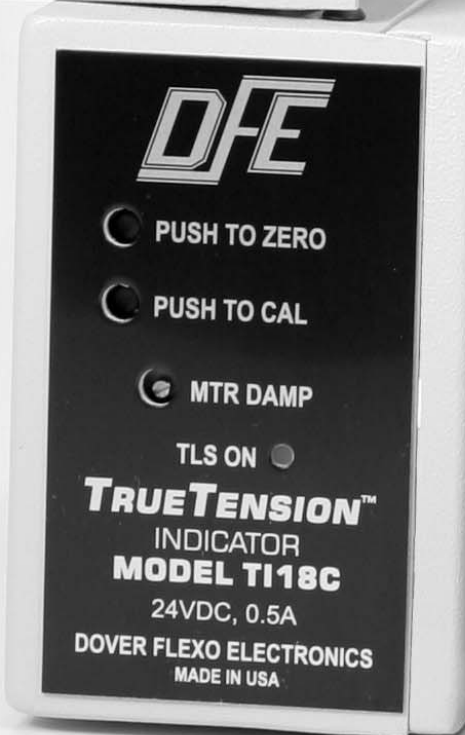 DFE
PUSH TO ZERO
PUSH TO CAL
MTR DAMP
TLS ON
TRUETENSION™
INDICATOR
MODEL TI18C
24VDC, 0.5A
DOVER FLEXO ELECTRONICS
MADE IN USA